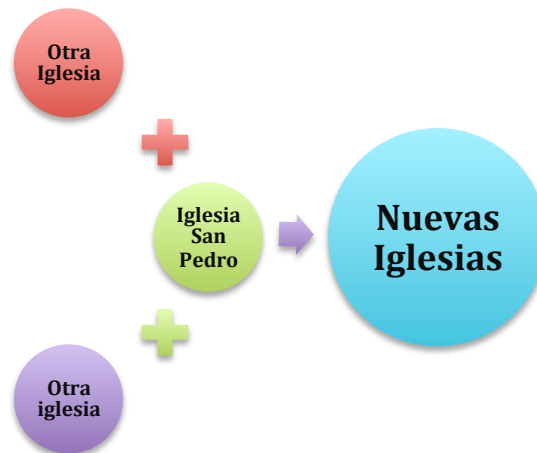 Otra
Iglesia
Iglesia
San
Pedro
Nuevas
Iglesias
Otra
iglesia